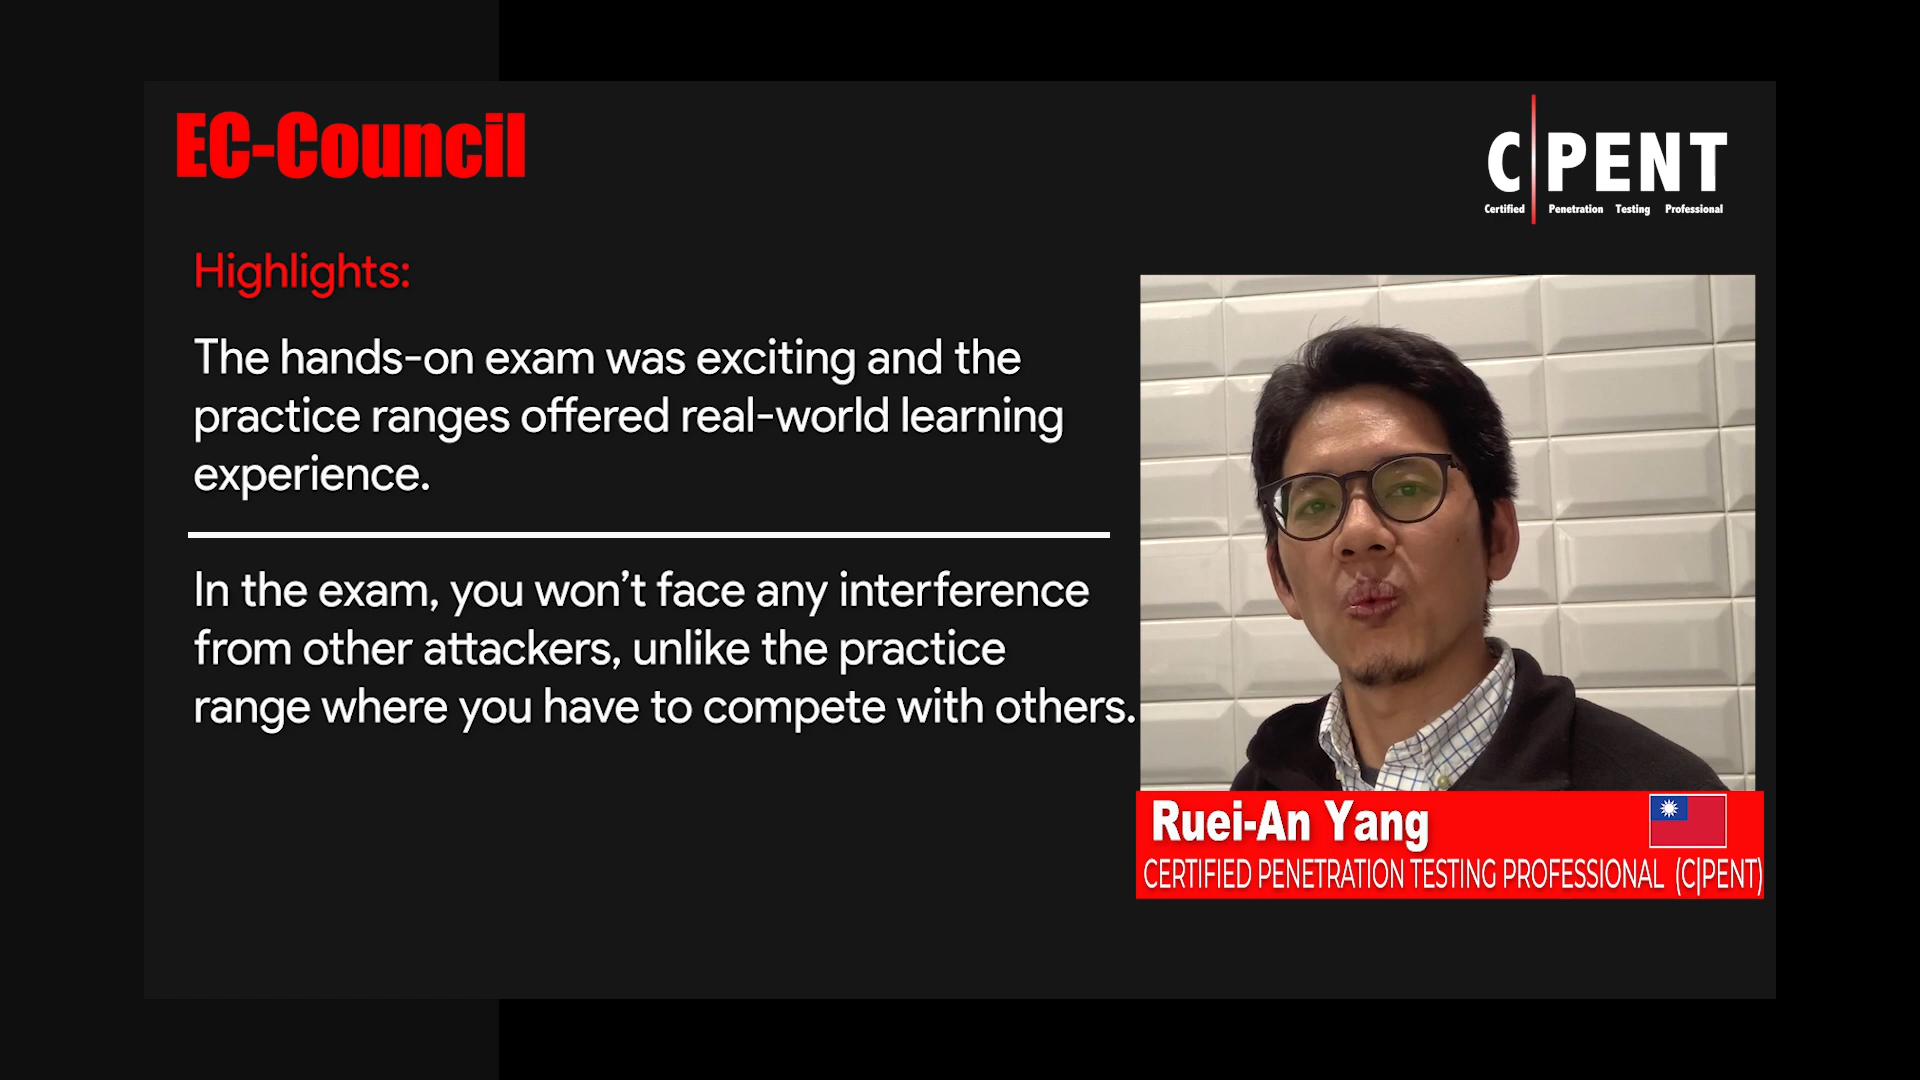 EC-Council
C|PENT
Certified Penetration Testing Professional
Highlights:
The hands-on exam was exciting and the
practice ranges offered real-world learning
experience.
In the exam, you won’t face any interference
from other attackers, unlike the practice
range where you have to compete with others.
Ruei-An Yang
CERTIFIED PENETRATION TESTING PROFESSIONAL (C|PENT)